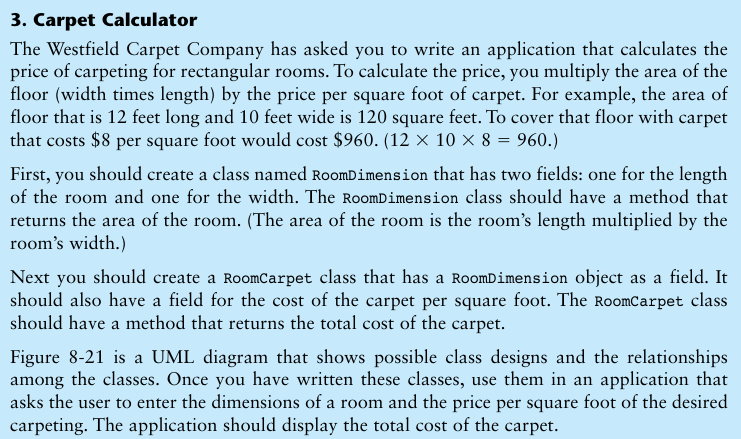 3. Carpet Calculator
The Westfield Carpet Company has asked you to write an application that calculates the
price of carpeting for rectangular rooms. To calculate the price, you multiply the area of the
floor (width times length) by the price per square foot of carpet. For example, the area of
floor that is 12 feet long and 10 feet wide is 120 square feet. To cover that floor with carpet
that costs $8 per square foot would cost $960. (12 × 10 × 8 = 960.)
First, you should create a class named RoomDimension that has two fields: one for the length
of the room and one for the width. The RoomDimension class should have a method that
returns the area of the room. (The area of the room is the room's length multiplied by the
room's width.)
Next you should create a RoomCarpet class that has a RoomDimension object as a field. It
should also have a field for the cost of the carpet per square foot. The RoomCarpet class
should have a method that returns the total cost of the carpet.
Figure 8-21 is a UML diagram that shows possible class designs and the relationships
among the classes. Once you have written these classes, use them in an application that
asks the user to enter the dimensions of a room and the price per square foot of the desired
carpeting. The application should display the total cost of the carpet.